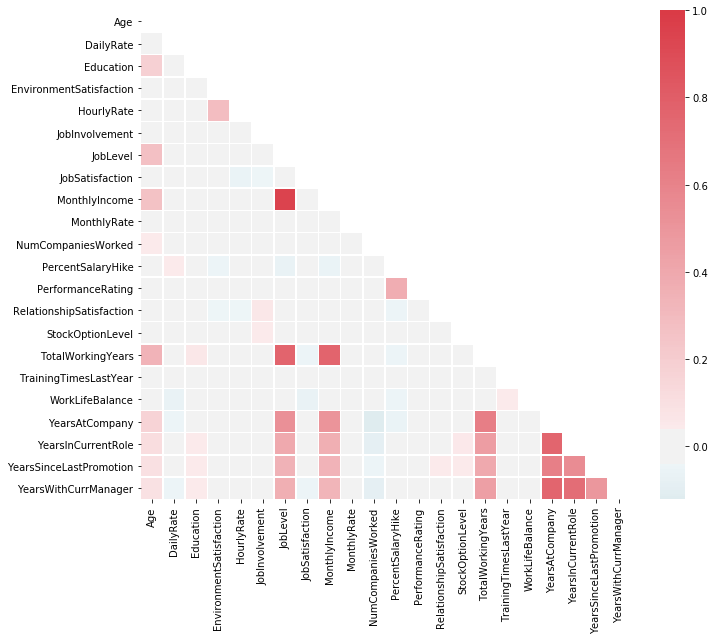 Age
DailyRate
Education
EnvironmentSatisfaction
HourlyRate
JobInvolvement
JobLevel
JobSatisfaction
MonthlyIncome
MonthlyRate
NumCompaniesWorked
PercentSalaryHike
PerformanceRating
RelationshipSatisfaction
StockOptionLevel
TotalWorkingYears
TrainingTimesLastYear
WorkLifeBalance
YearsAtCompany
YearsInCurrentRole
YearsSinceLastPromotion
YearsWithCurrManager
Age
DailyRate
Education
EnvironmentSatisfaction
HourlyRate
JobInvolvement
JobLevel
JobSatisfaction
MonthlyIncome
MonthlyRate
NumCompaniesWorked
PercentSalaryHike
PerformanceRating
RelationshipSatisfaction
StockOptionLevel
TotalWorkingYears
TrainingTimesLastYear
WorkLifeBalance
YearsAtCompany
YearsInCurrentRole
YearsSinceLastPromotion
YearsWithCurrManager
1.0
0.8
0.6
0.4
0.2
0.0